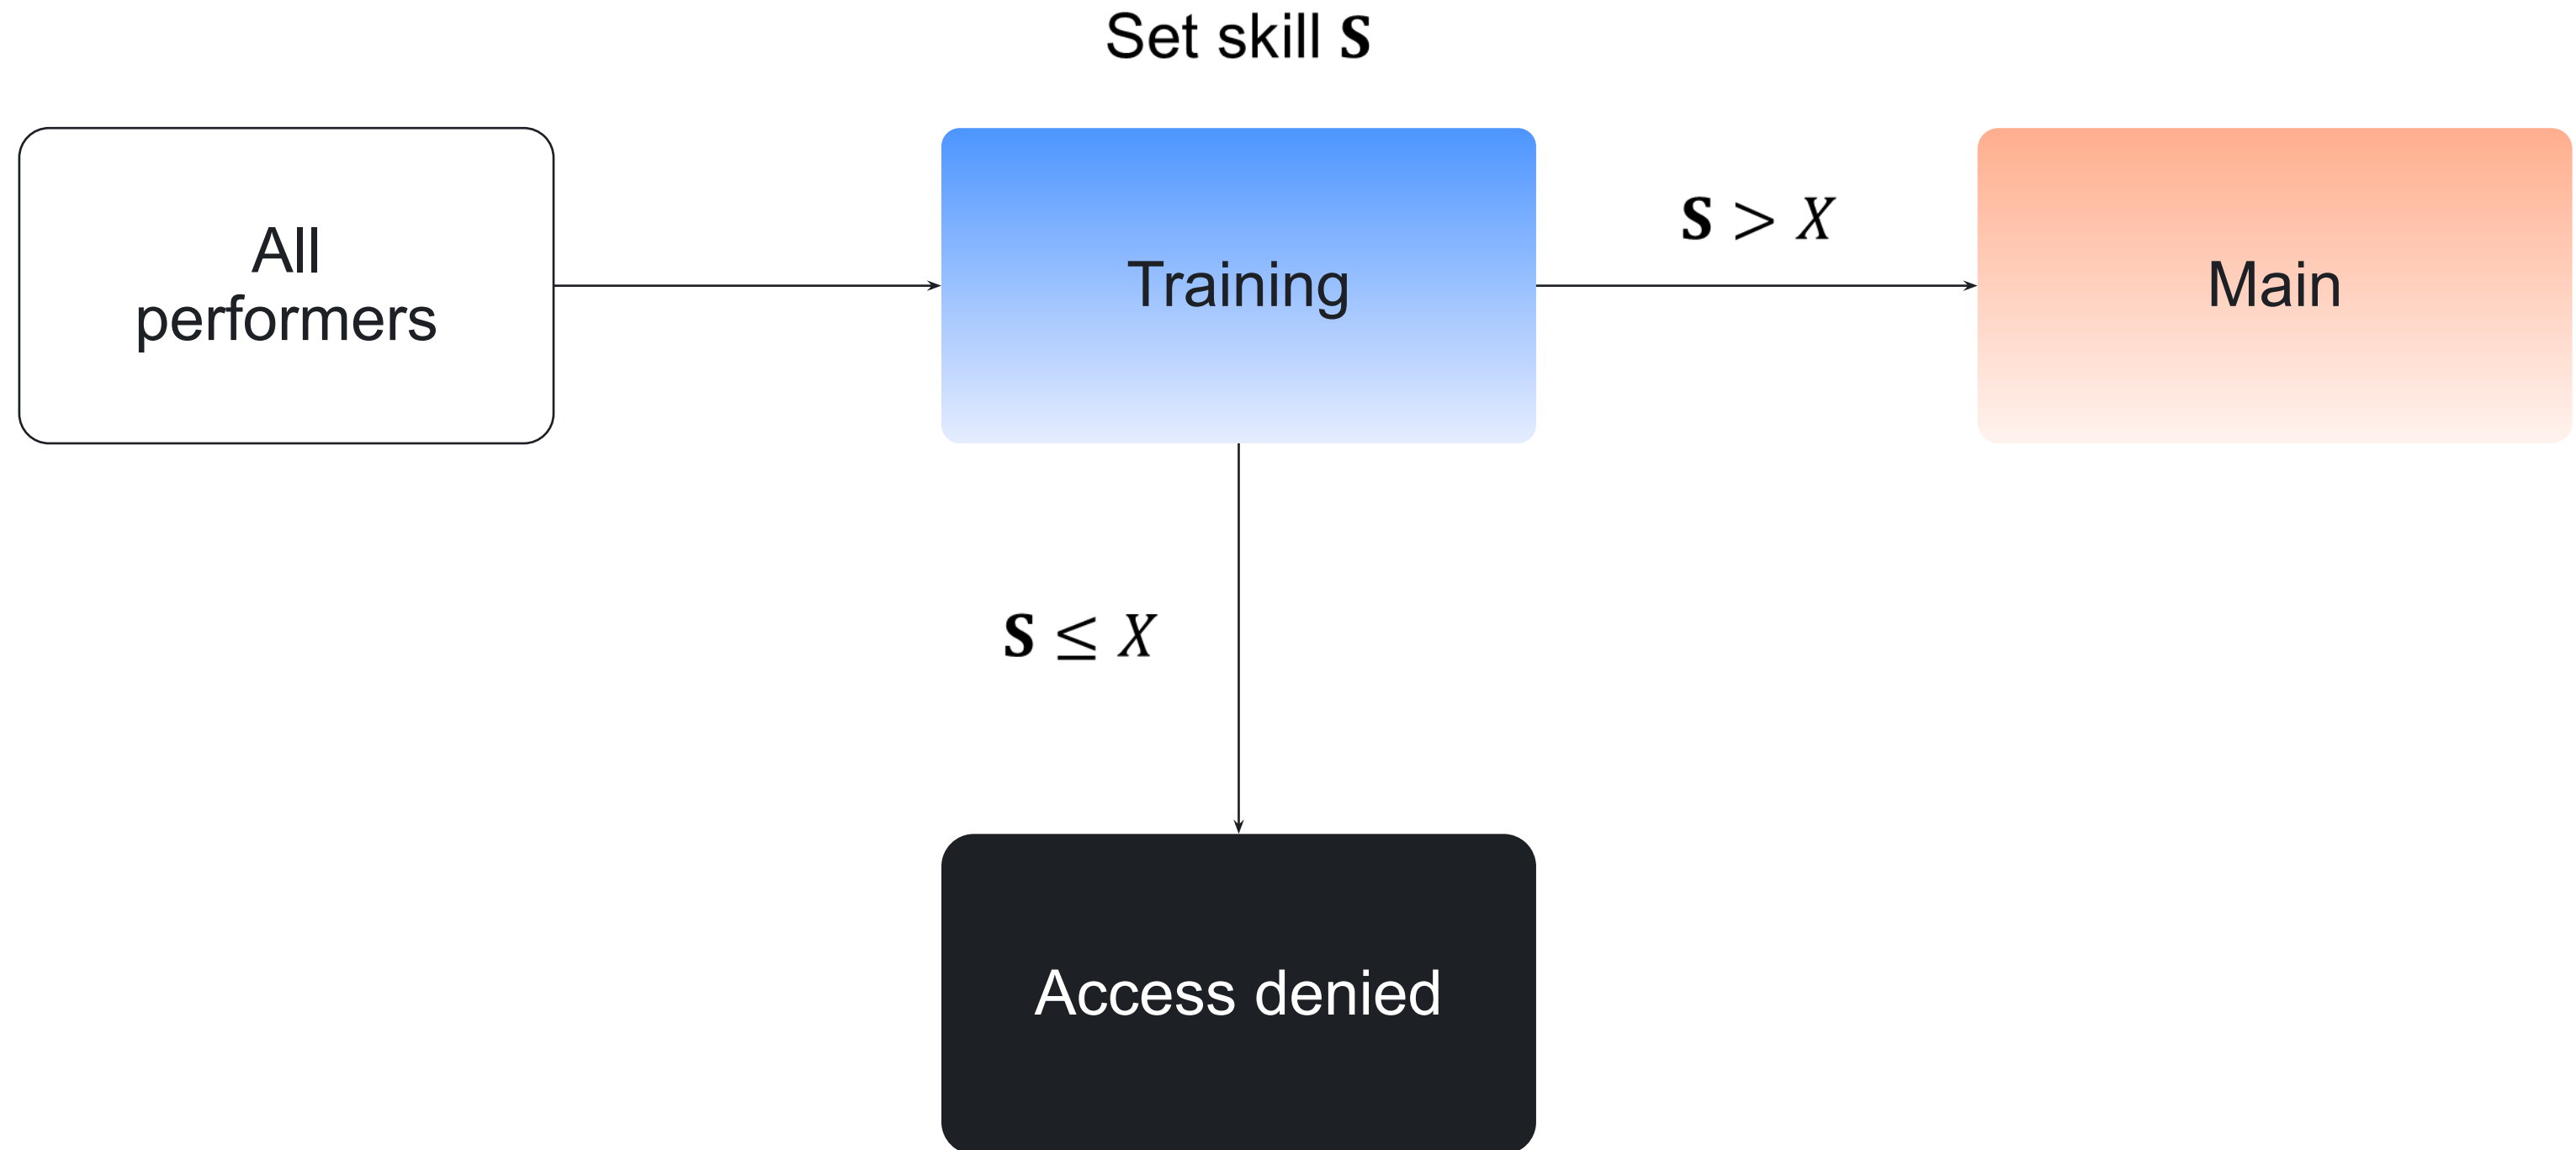 Set skill S
All
performers
Training
S > X
Main
S ≤ X
Access denied